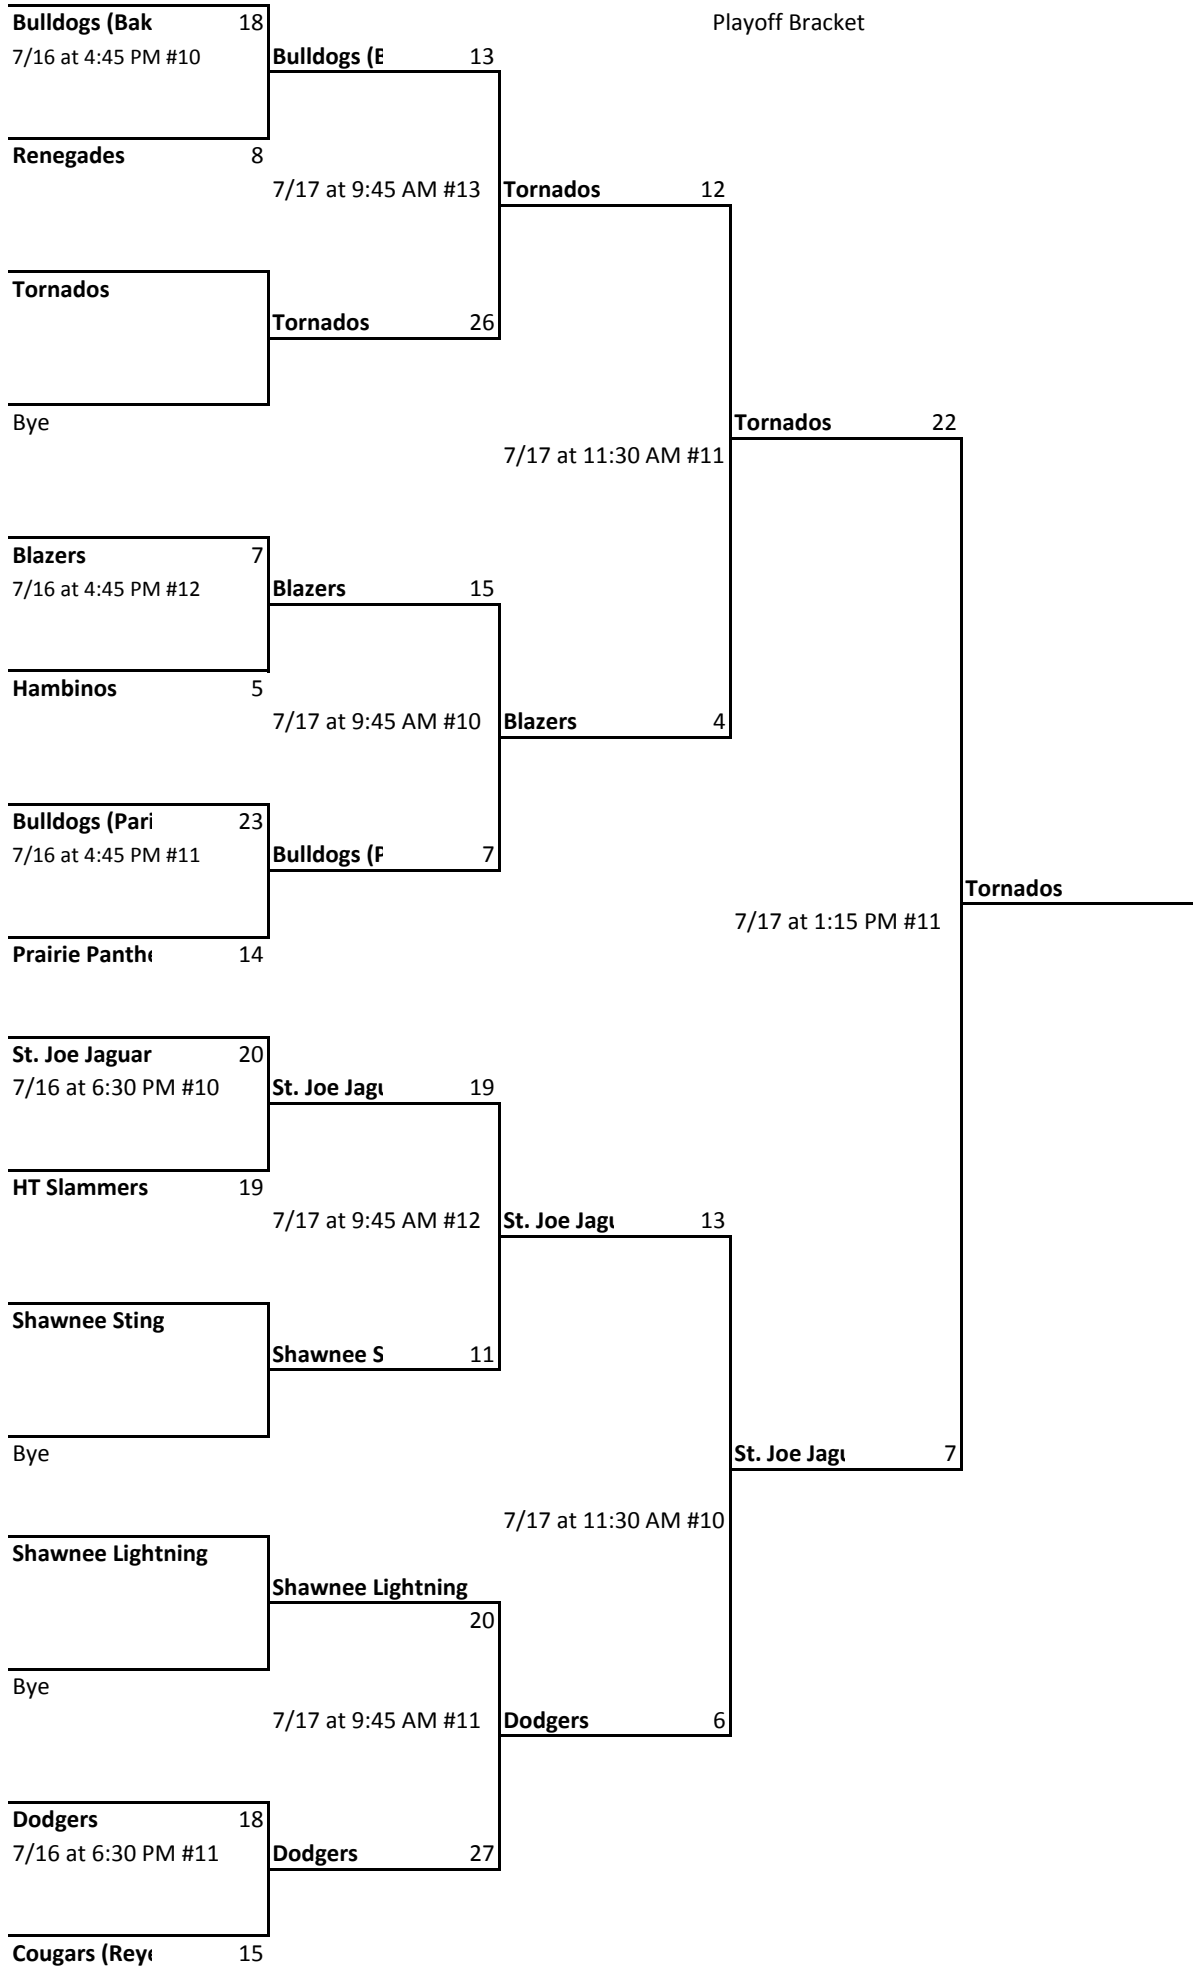 Bulldogs (Bak 18 Playoff Bracket
7/16 at 4:45 PM #10 Bulldogs (B 13
Renegades 8
7/17 at 9:45 AM #13 Tornados 12
Tornados
Tornados 26
Bye Tornados 22
7/17 at 11:30 AM #11
Blazers 7
7/16 at 4:45 PM #12 Blazers 15
Hambinos 5
7/17 at 9:45 AM #10 Blazers 4
Bulldogs (Pari 23
7/16 at 4:45 PM #11 Bulldogs (P 7
Tornados
7/17 at 1:15 PM #11
Prairie Panthe 14
St. Joe Jaguar 20
7/16 at 6:30 PM #10 St. Joe Jagu 19
HT Slammers 19
7/17 at 9:45 AM #12 St. Joe Jagu 13
Shawnee Sting
Shawnee S 11
Bye St. Joe Jagu 7
7/17 at 11:30 AM #10
Shawnee Lightning
Shawnee Lightning
20
Bye
7/17 at 9:45 AM #11 Dodgers 6
Dodgers 18
7/16 at 6:30 PM #11 Dodgers 27
Cougars (Reye 15